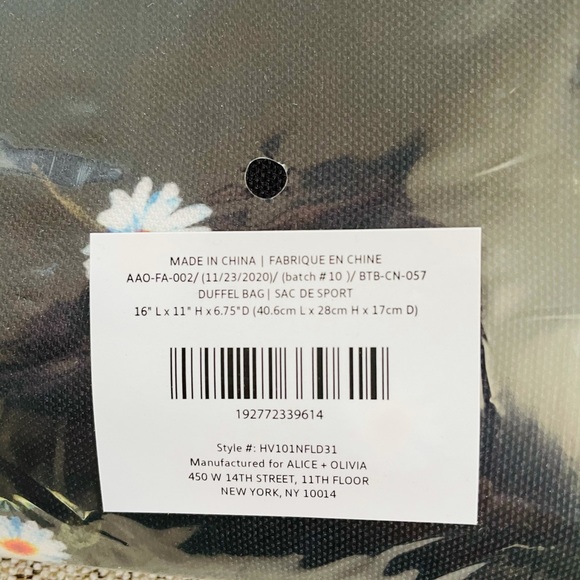 MADE IN CHINA | FABRIQUE EN CHINE
AAO-FA-002/ (11/23/2020)/ (batch #10 )/ BTB-CN-057
DUFFEL BAG| SAC DE SPORT
16" L x 11" H x 6.75"D (40.6cm L x 28cm H x 17cm D)
192772339614
Style #: HV101NFLD31
Manufactured for ALICE + OLIVIA
450 W 14TH STREET, 11TH FLOOR
NEW YORK, NY 10014